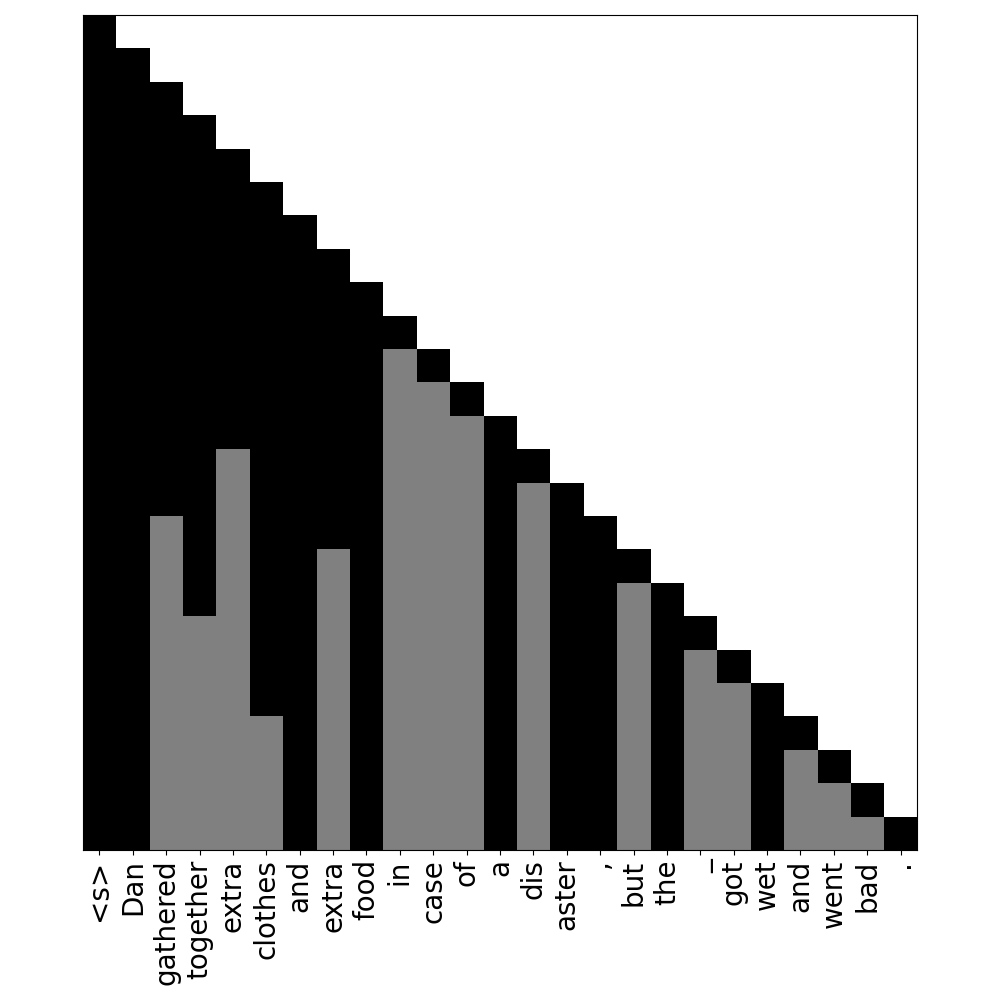 <s> Dan gathered together extra clothes and extra food in case of a dis aster , but the _ got wet and went bad .